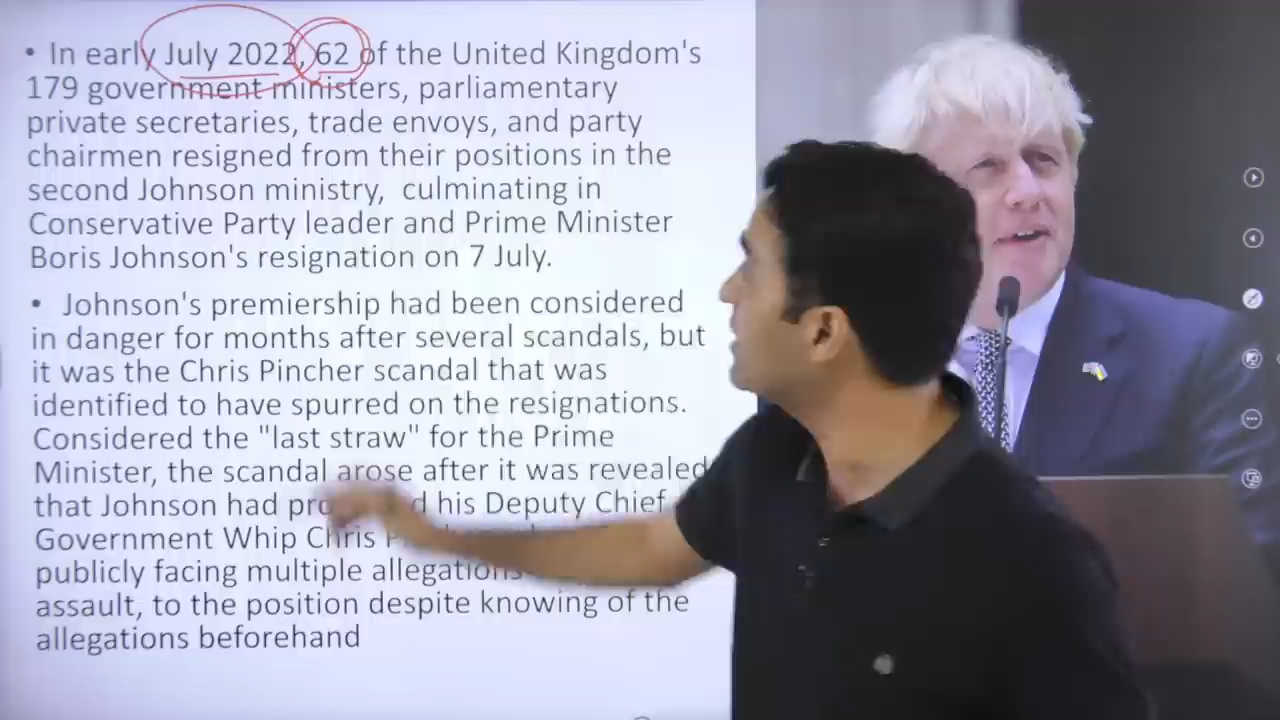 • In early July 2022, 62 of the United Kingdom's
179 government ministers, parliamentary
private secretaries, trade envoys, and party
chairmen resigned from their positions in the
second Johnson ministry, culminating in
Conservative Party leader and Prime Minister
Boris Johnson's resignation on 7 July.
• Johnson's premiership had been considered
in danger for months after several scandals, but
it was the Chris Pincher scandal that was
identified to have spurred on the resignations.
Considered the "last straw" for the Prime
Minister, the scandal arose after it was revealed
that Johnson had his Deputy Chief
Government Whip Chris
publicly facing multiple allegations
assault, to the position despite knowing of the
allegations beforehand